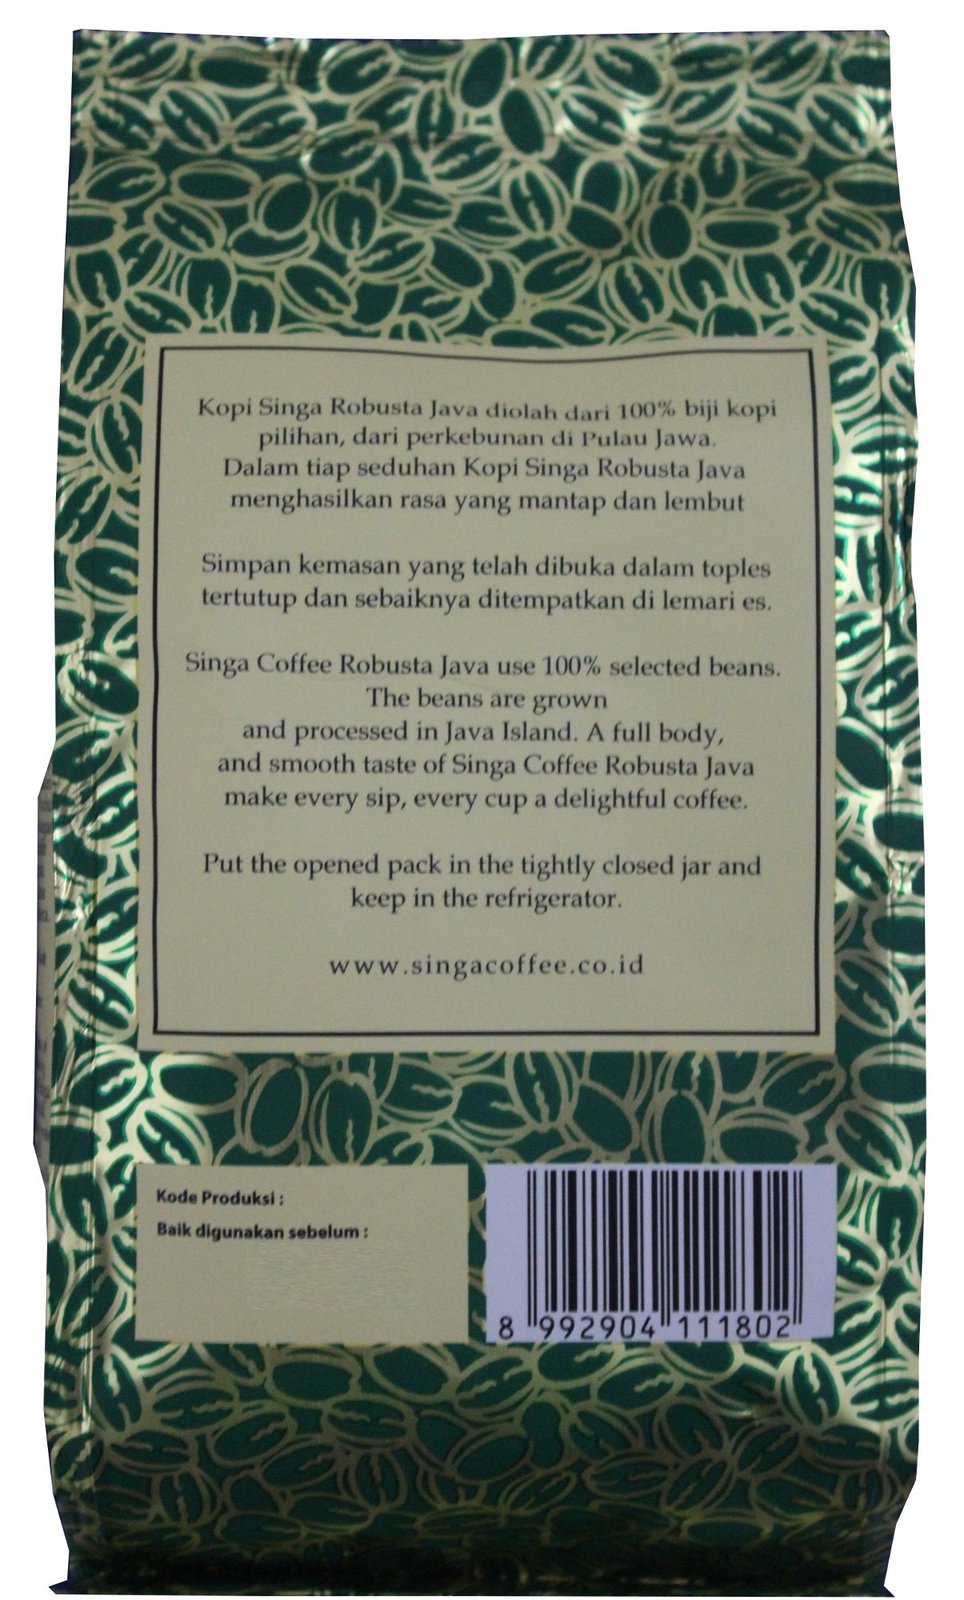 Kopi Singa Robusta Java diolah dari 100% biji kopi
pilihan, dari perkebunan di Pulau Jawa.
Dalam tiap seduhan Kopi Singa Robusta Java
menghasilkan rasa yang mantap dan lembut
Simpan kemasan yang telah dibuka dalam toples
tertutup dan sebaiknya ditempatkan di lemari es.
Singa Coffee Robusta Java use 100% selected beans.
The beans are grown
and processed in Java Island. A full body,
and smooth taste of Singa Coffee Robusta Java
make every sip, every cup a delightful coffee.
Put the opened pack in the tightly closed jar and
keep in the refrigerator.
www.singacoffee.co.id
Kode Produksi :
Baik digunakan sebelum :
8 992904 111802